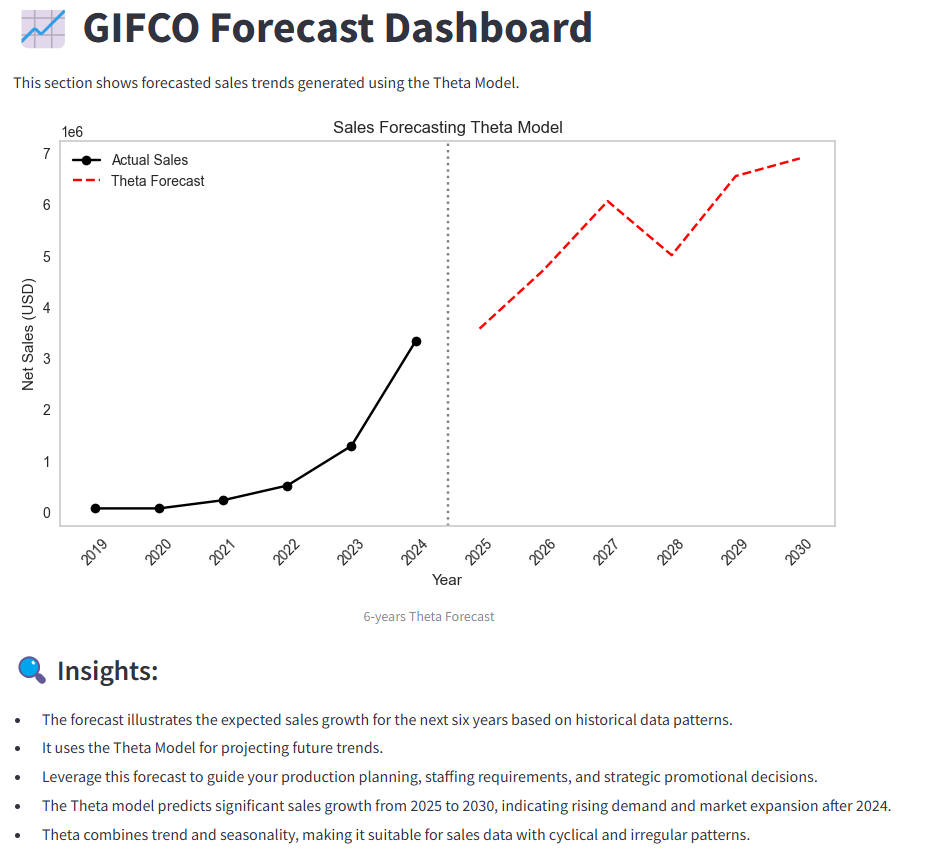 GIFCO Forecast Dashboard
This section shows forecasted sales trends generated using the Theta Model.
Sales Forecasting Theta Model
1e6
Actual Sales
Theta Forecast
7
6
5
4
3
2
1
0
Net Sales (USD)
2019
2020
2021
2022
2023
2024
2025
2026
2027
2028
2029
2030
Year
6-years Theta Forecast
Insights:
• The forecast illustrates the expected sales growth for the next six years based on historical data patterns.
• It uses the Theta Model for projecting future trends.
• Leverage this forecast to guide your production planning, staffing requirements, and strategic promotional decisions.
• The Theta model predicts significant sales growth from 2025 to 2030, indicating rising demand and market expansion after 2024.
• Theta combines trend and seasonality, making it suitable for sales data with cyclical and irregular patterns.